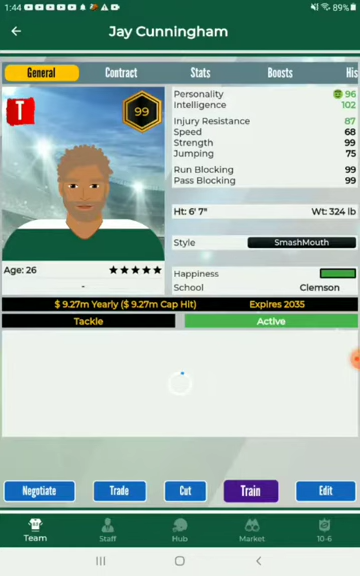 1:44 89%
Jay Cunningham
General Contract Stats Boosts His
T
99
Personality 96
Intelligence 102
Injury Resistance 87
Speed 68
Strength 99
Jumping 75
Run Blocking 99
Pass Blocking 99
Ht: 6' 7" Wt: 324 lb
Style SmashMouth
Age: 26 ★★★★★
-
Happiness
School Clemson
$ 9.27m Yearly ($ 9.27m Cap Hit) Expires 2035
Tackle Active
Negotiate Trade Cut Train Edit
Team Staff Hub Market 10-6